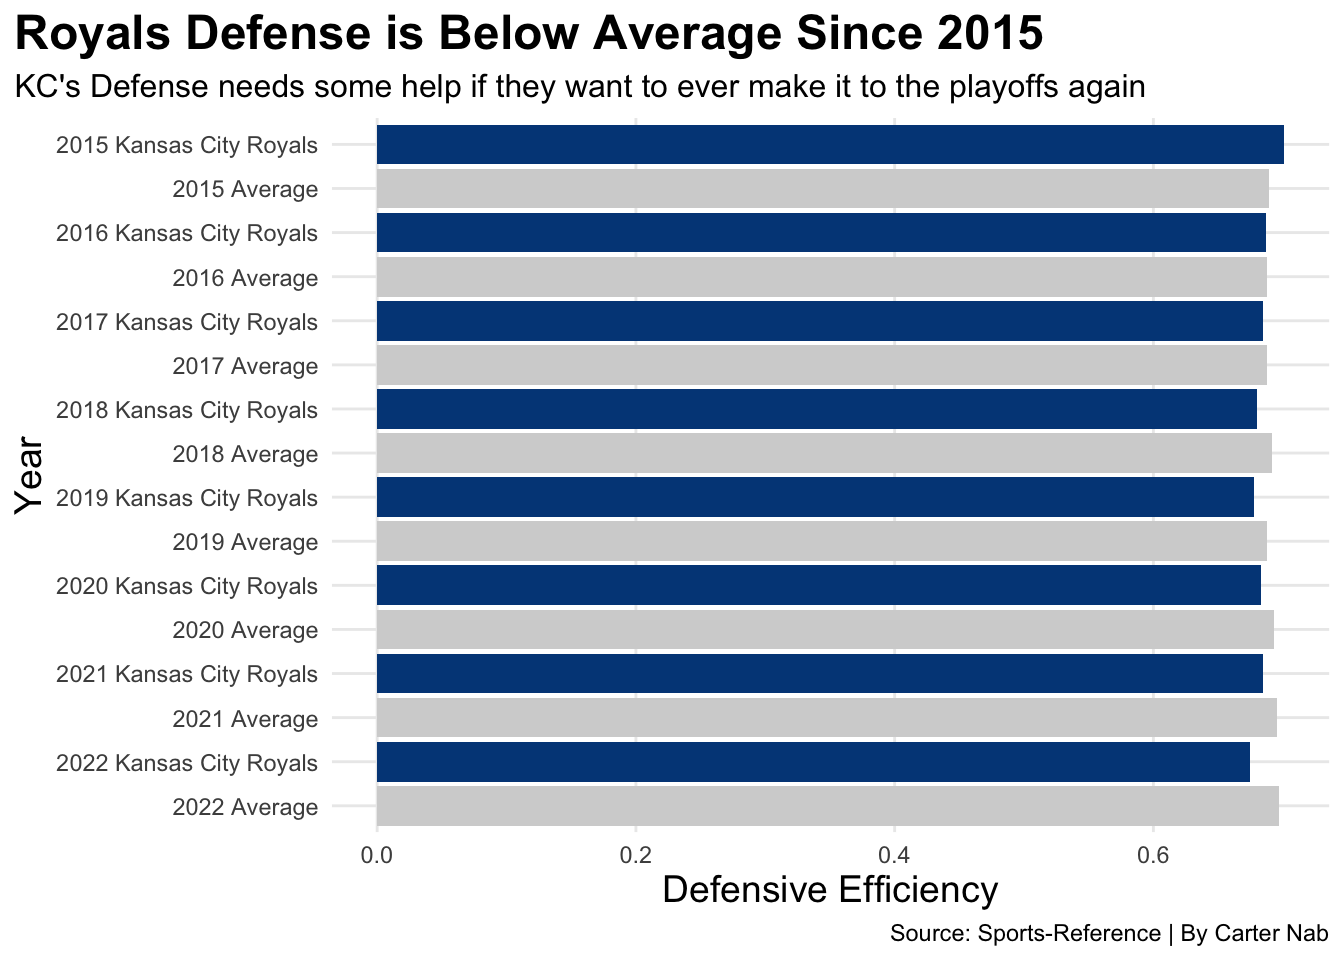 Royals Defense is Below Average Since 2015
KC's Defense needs some help if they want to ever make it to the playoffs again
2015 Kansas City Royals
2015 Average
2016 Kansas City Royals
2016 Average
2017 Kansas City Royals
2017 Average
2018 Kansas City Royals
2018 Average
2019 Kansas City Royals
2019 Average
2020 Kansas City Royals
2020 Average
2021 Kansas City Royals
2021 Average
2022 Kansas City Royals
2022 Average
Year
0.0 0.2 0.4 0.6
Defensive Efficiency
Source: Sports-Reference | By Carter Nab